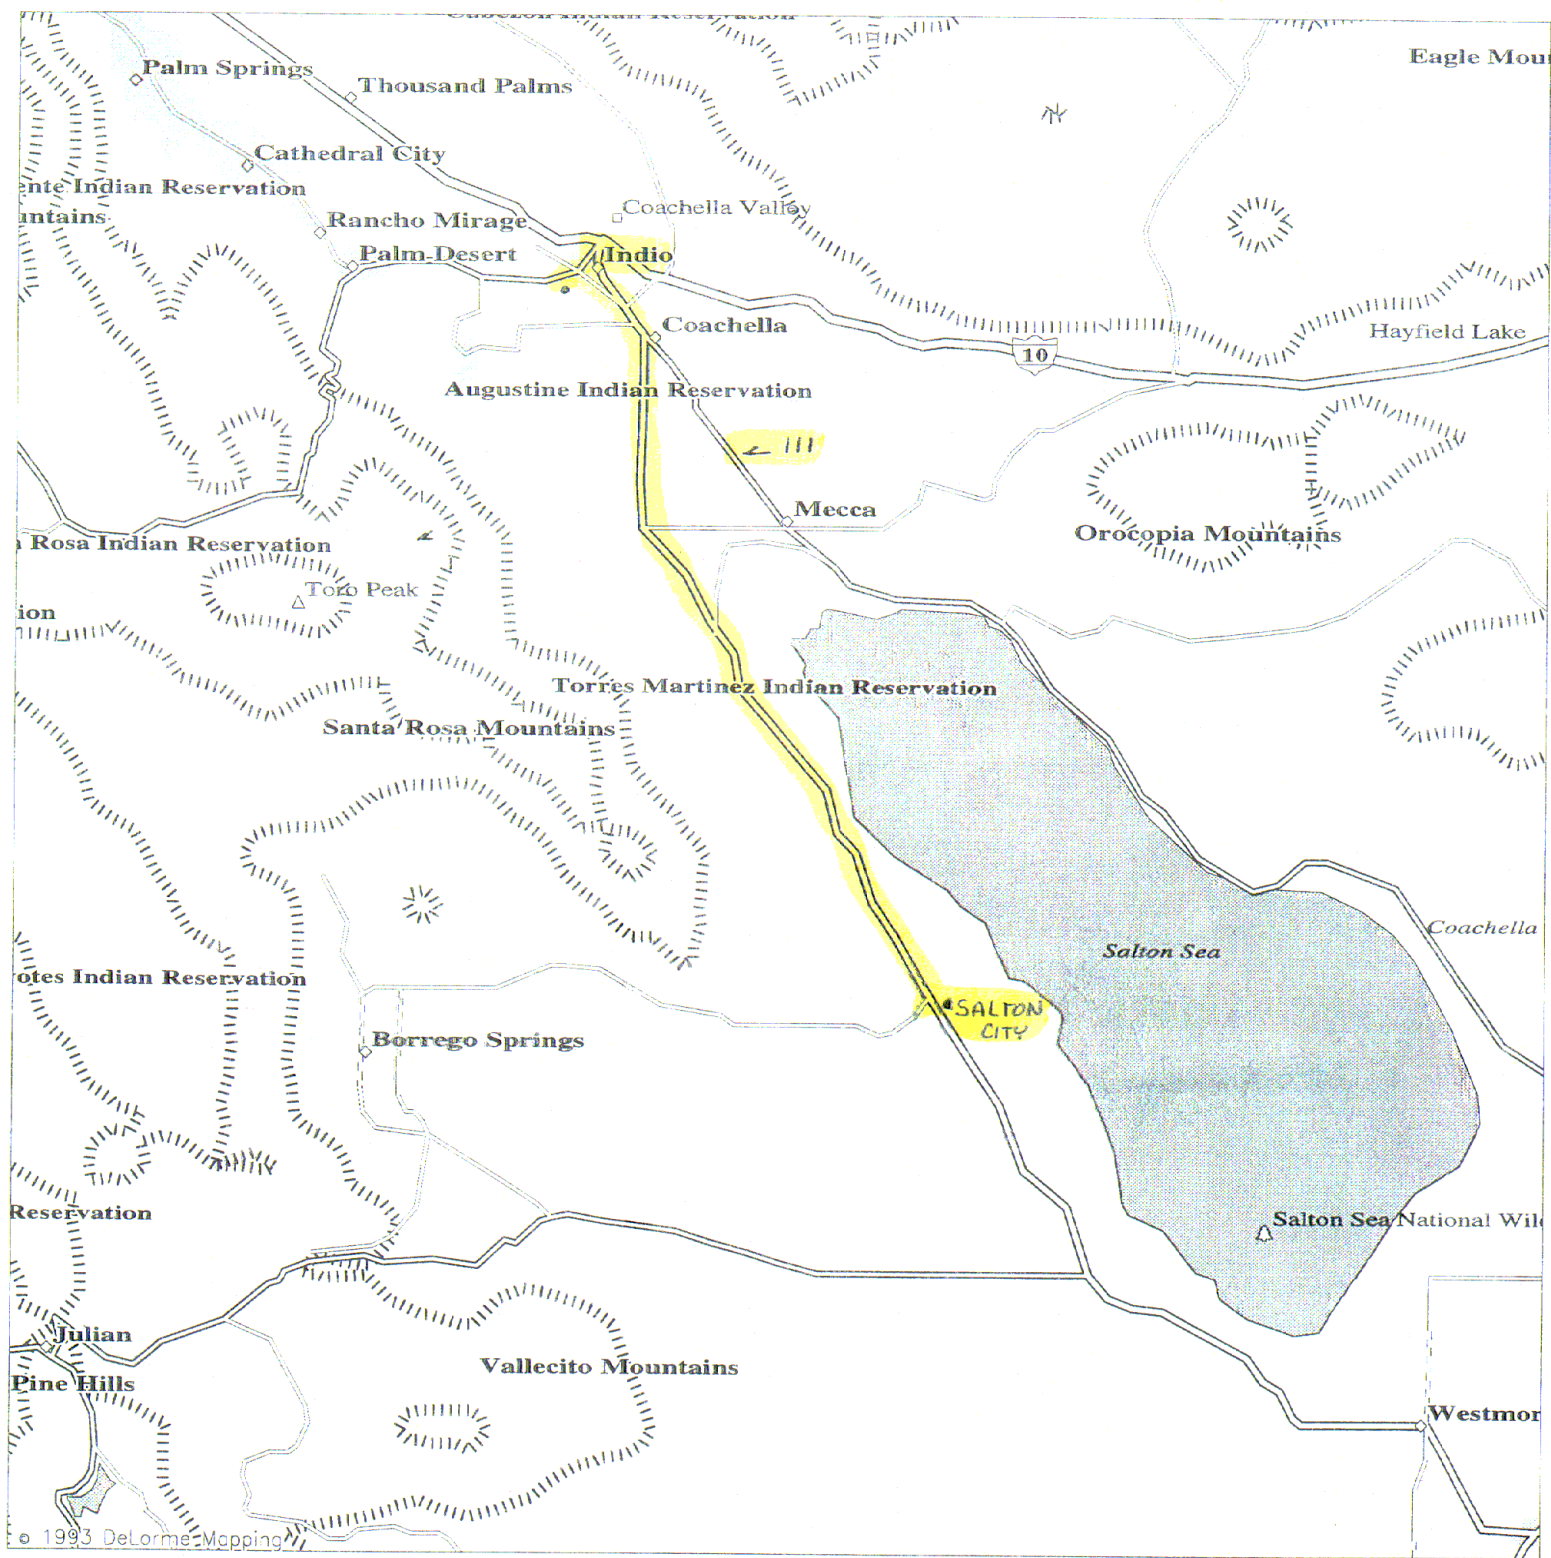 Cabezon Indian Reservation
Eagle Mou
Palm Springs
Thousand Palms
Cathedral City
ente Indian Reservation
untains
Coachella Valley
Rancho Mirage
Palm Desert
Indio
Coachella
Hayfield Lake
10
Augustine Indian Reservation
← 111
Mecca
Orocopia Mountains
a Rosa Indian Reservation
Toro Peak
ion
Torres Martinez Indian Reservation
Santa Rosa Mountains
Coachella
Salton Sea
otes Indian Reservation
SALTON
CITY
Borrego Springs
Reservation
Salton Sea National Wil
Julian
Vallecito Mountains
Pine Hills
Westmor
© 1993 DeLorme Mapping